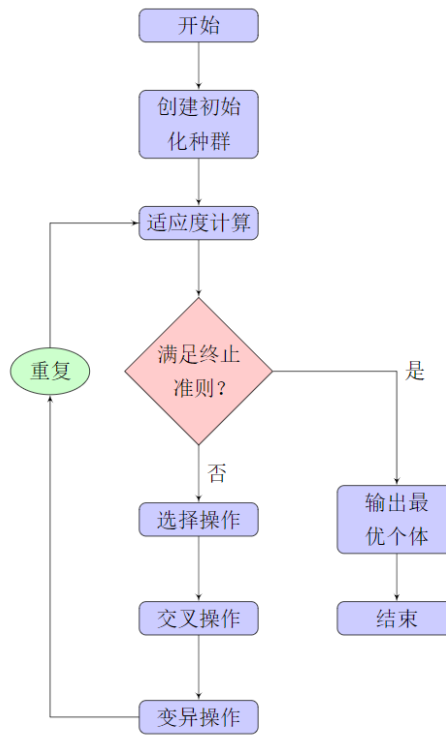 开始
创建初始
化种群
适应度计算
满足终止
准则？
重复
是
否
选择操作
输出最
优个体
交叉操作
结束
变异操作